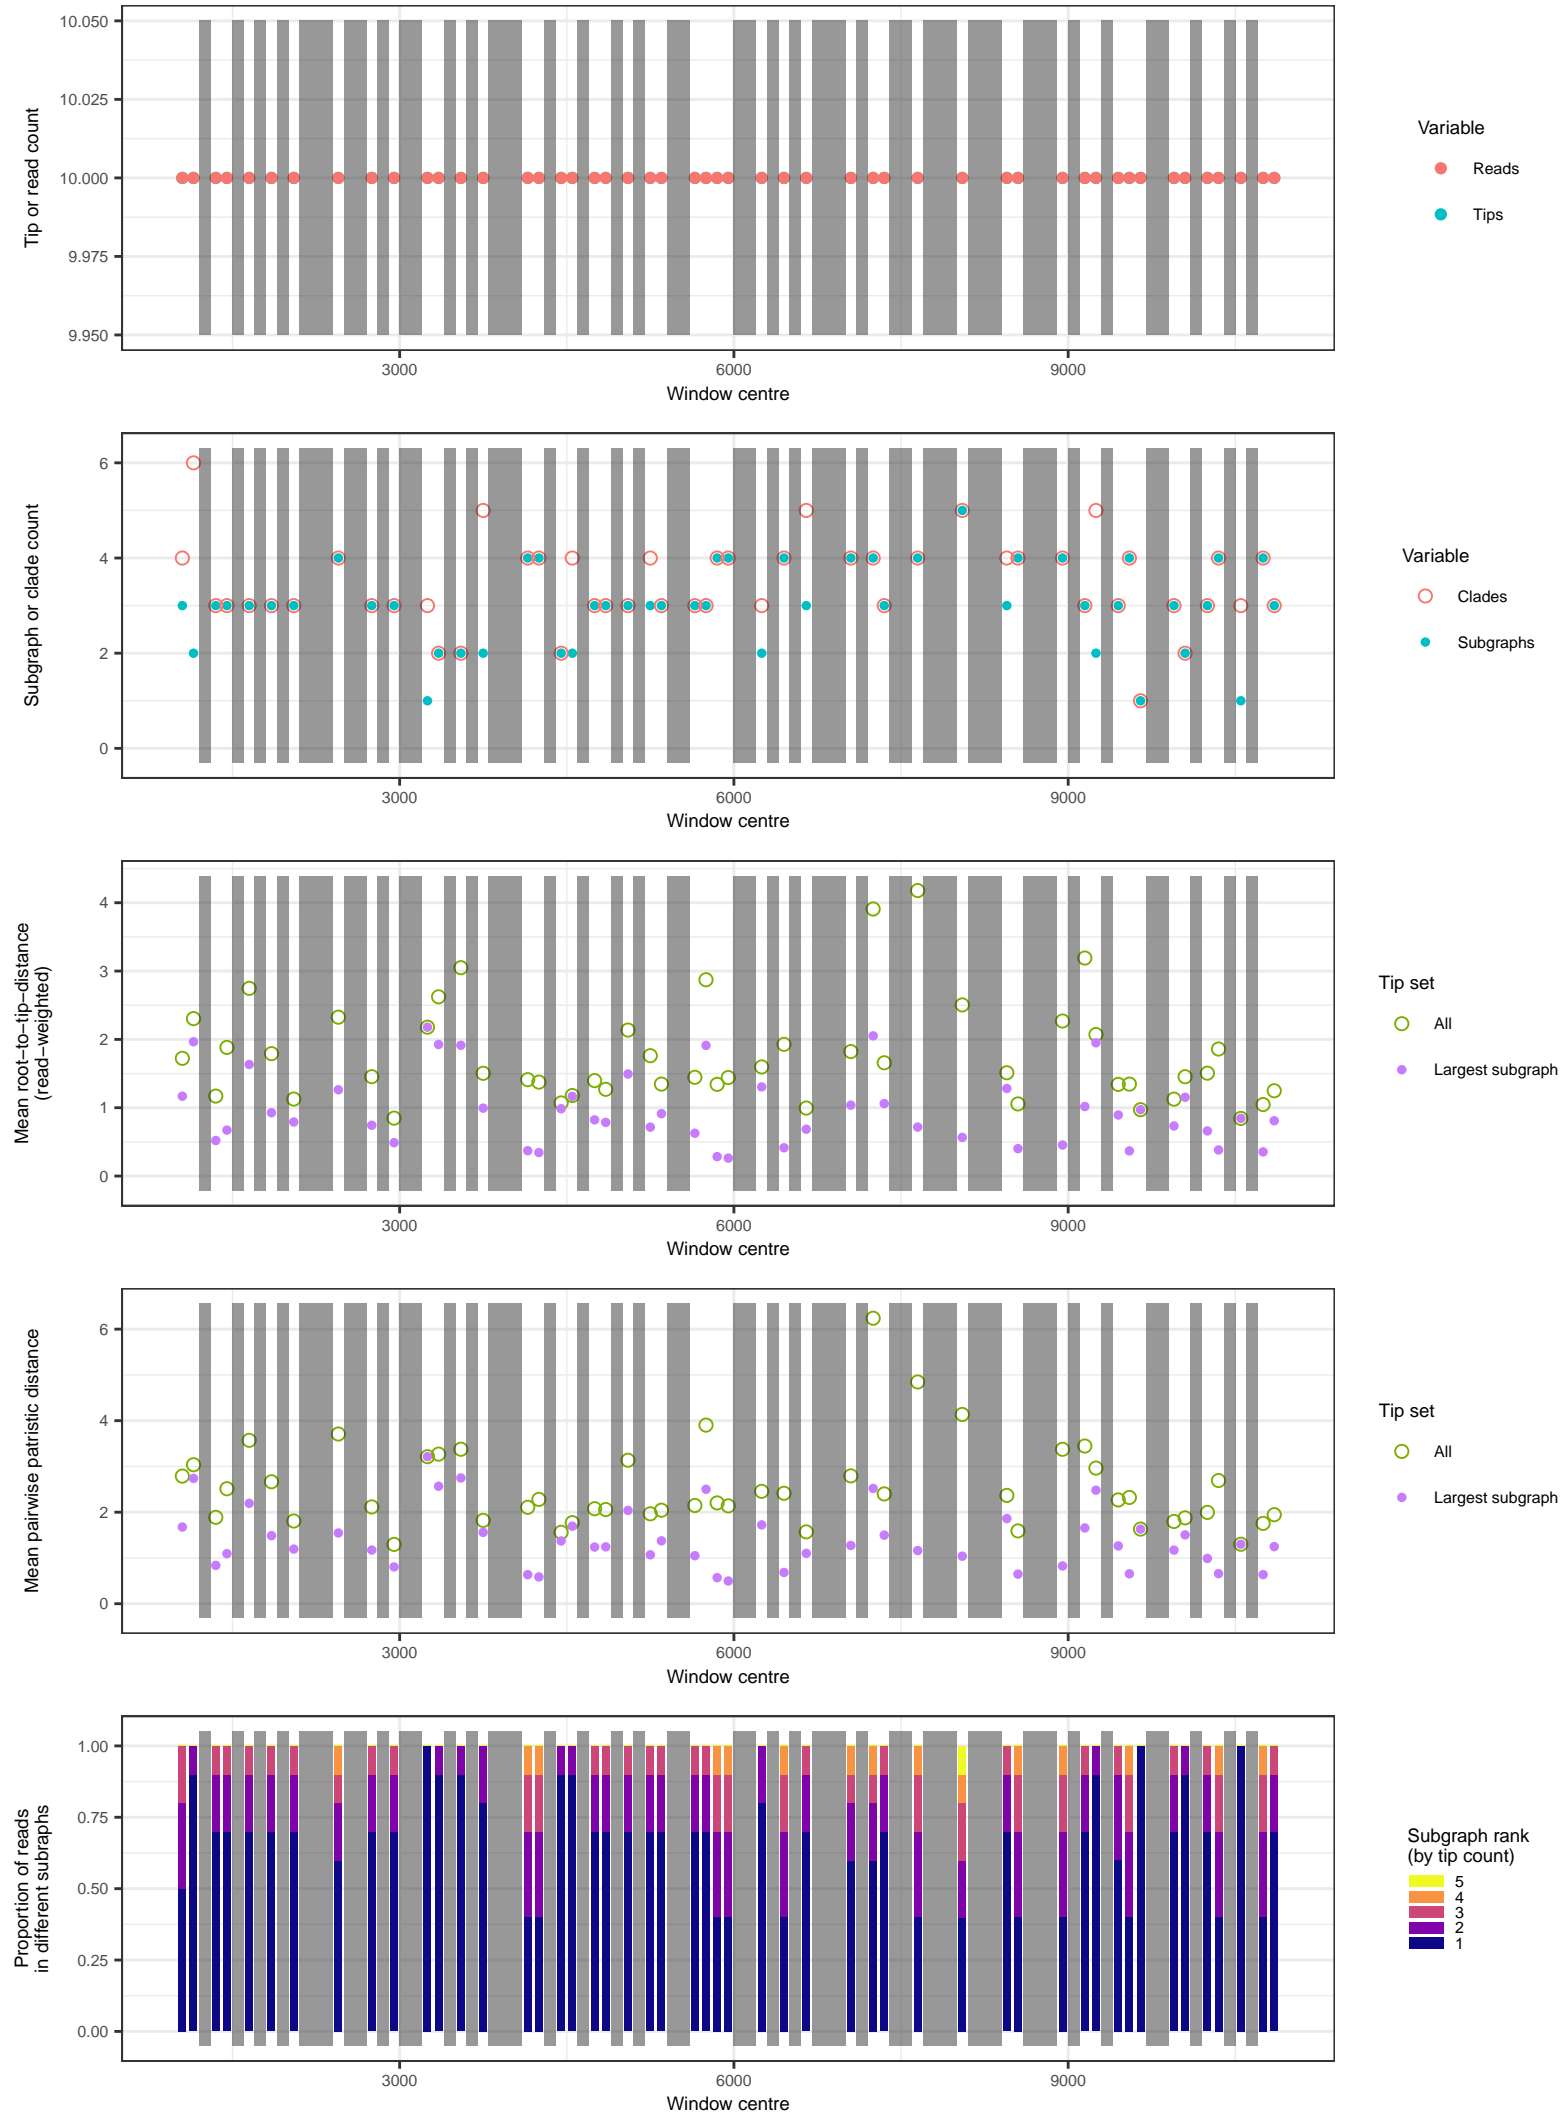 10.050
10.025
10.000
9.975
9.950
Tip or read count
3000
6000
9000
Window centre
Variable
Reads
Tips
6
4
2
0
Subgraph or clade count
3000
6000
9000
Window centre
Variable
Clades
Subgraphs
4
3
2
1
0
Mean root−to−tip−distance
(read−weighted)
3000
6000
9000
Window centre
Tip set
All
Largest subgraph
6
4
2
0
Mean pairwise patristic distance
3000
6000
9000
Window centre
Tip set
All
Largest subgraph
1.00
0.75
0.50
0.25
0.00
Proportion of reads
in different subraphs
3000
6000
9000
Window centre
Subgraph rank
(by tip count)
5
4
3
2
1